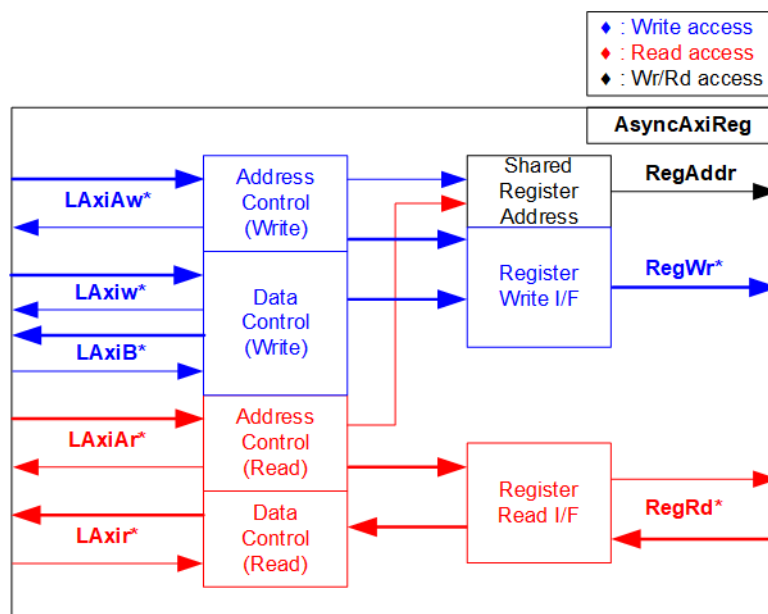 ♦ : Write access
♦ : Read access
♦ : Wr/Rd access
AsyncAxiReg
LAxiAw*
Address
Control
(Write)
Shared
Register
Address
RegAddr
LAxiw*
LAxiB*
Data
Control
(Write)
Register
Write I/F
RegWr*
LAxiAr*
Address
Control
(Read)
LAxir*
Data
Control
(Read)
Register
Read I/F
RegRd*